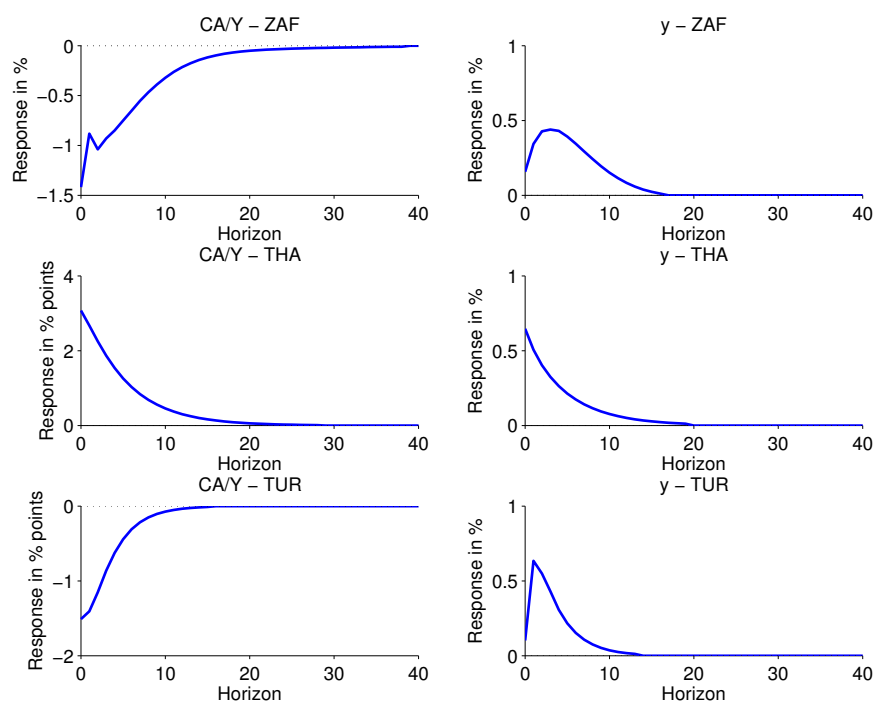 CA/Y − ZAF
0
−0.5
−1
−1.5
Response in %
0 10 20 30 40
Horizon
y − ZAF
1
0.5
0
Response in %
0 10 20 30 40
Horizon
CA/Y − THA
4
2
0
Response in % points
0 10 20 30 40
Horizon
y − THA
1
0.5
0
Response in %
0 10 20 30 40
Horizon
CA/Y − TUR
0
−1
−2
Response in % points
0 10 20 30 40
Horizon
y − TUR
1
0.5
0
Response in %
0 10 20 30 40
Horizon